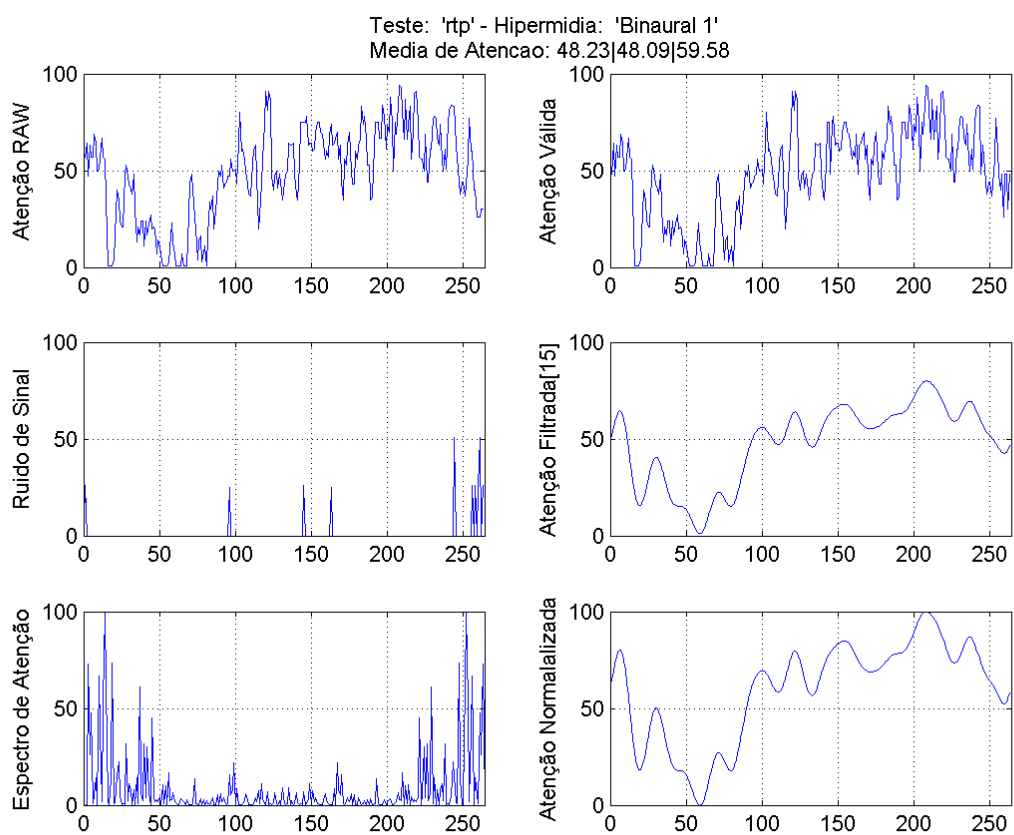 Teste: 'rtp' - Hipermidia: 'Binaural 1'
Media de Atencao: 48.23|48.09|59.58
Atenção RAW
100
50
0
0 50 100 150 200 250
Atenção Válida
100
50
0
0 50 100 150 200 250
Ruido de Sinal
100
50
0
0 50 100 150 200 250
Atenção Filtrada[15]
100
50
0
0 50 100 150 200 250
Espectro de Atenção
100
50
0
0 50 100 150 200 250
Atenção Normalalizada
100
50
0
0 50 100 150 200 250